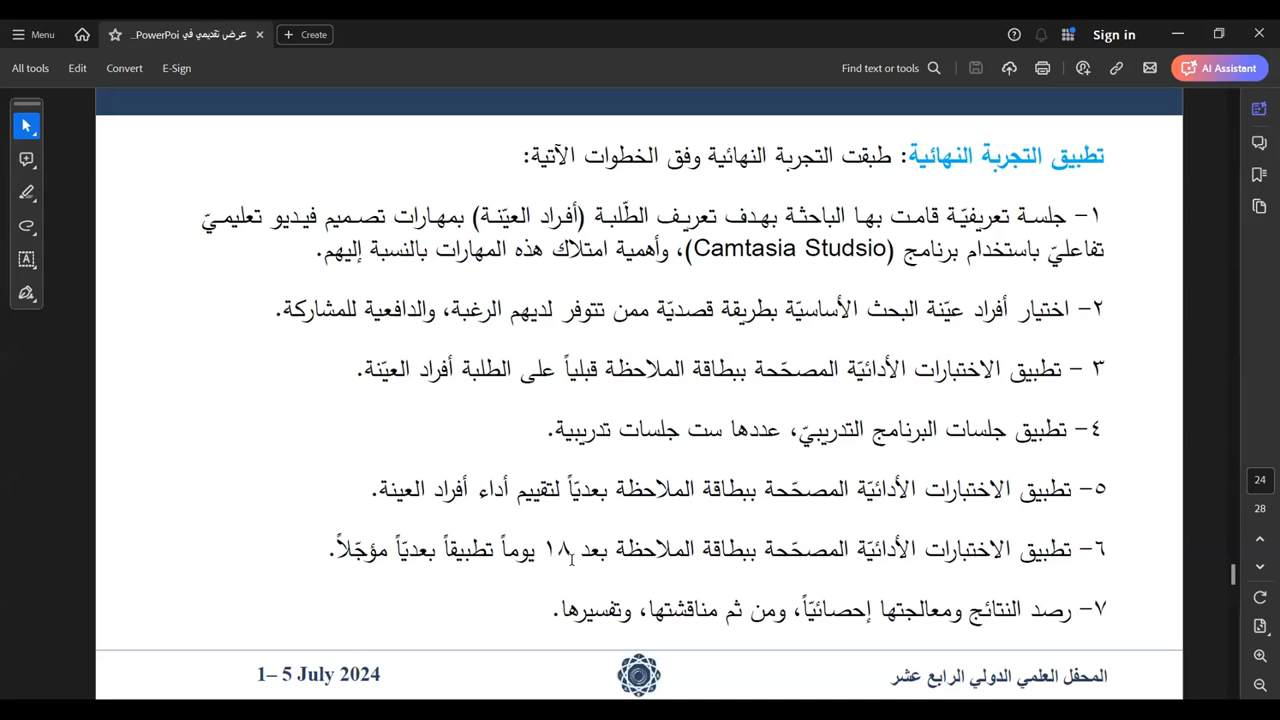 Menu
عرض تقديمي في PowerPoi...
Create
Sign in
All tools
Edit
Convert
E-Sign
Find text or tools
AI Assistant
تطبيق التجربة النهائية: طبقت التجربة النهائية وفق الخطوات الآتية:
١- جلسة تعريفيّة قامت بها الباحثة بهدف تعريف الطّلبة (أفراد العيّنة) بمهارات تصميم فيديو تعليميّ
تفاعليّ باستخدام برنامج (Camtasia Studsio)، وأهمية امتلاك هذه المهارات بالنسبة إليهم.
٢- اختيار أفراد عيّنة البحث الأساسيّة بطريقة قصديّة ممن تتوفر لديهم الرغبة، والدافعية للمشاركة.
٣ - تطبيق الاختبارات الأدائيّة المصحّحة ببطاقة الملاحظة قبلياً على الطلبة أفراد العيّنة.
٤- تطبيق جلسات البرنامج التدريبيّ، عددها ست جلسات تدريبية.
٥- تطبيق الاختبارات الأدائيّة المصحّحة ببطاقة الملاحظة بعديّاً لتقييم أداء أفراد العينة.
٦- تطبيق الاختبارات الأدائيّة المصحّحة ببطاقة الملاحظة بعد ١٨ يوماً تطبيقاً بعديّاً مؤجّلاً.
٧- رصد النتائج ومعالجتها إحصائيّاً، ومن ثم مناقشتها، وتفسيرها.
24
28
المحفل العلمي الدولي الرابع عشر
1– 5 July 2024